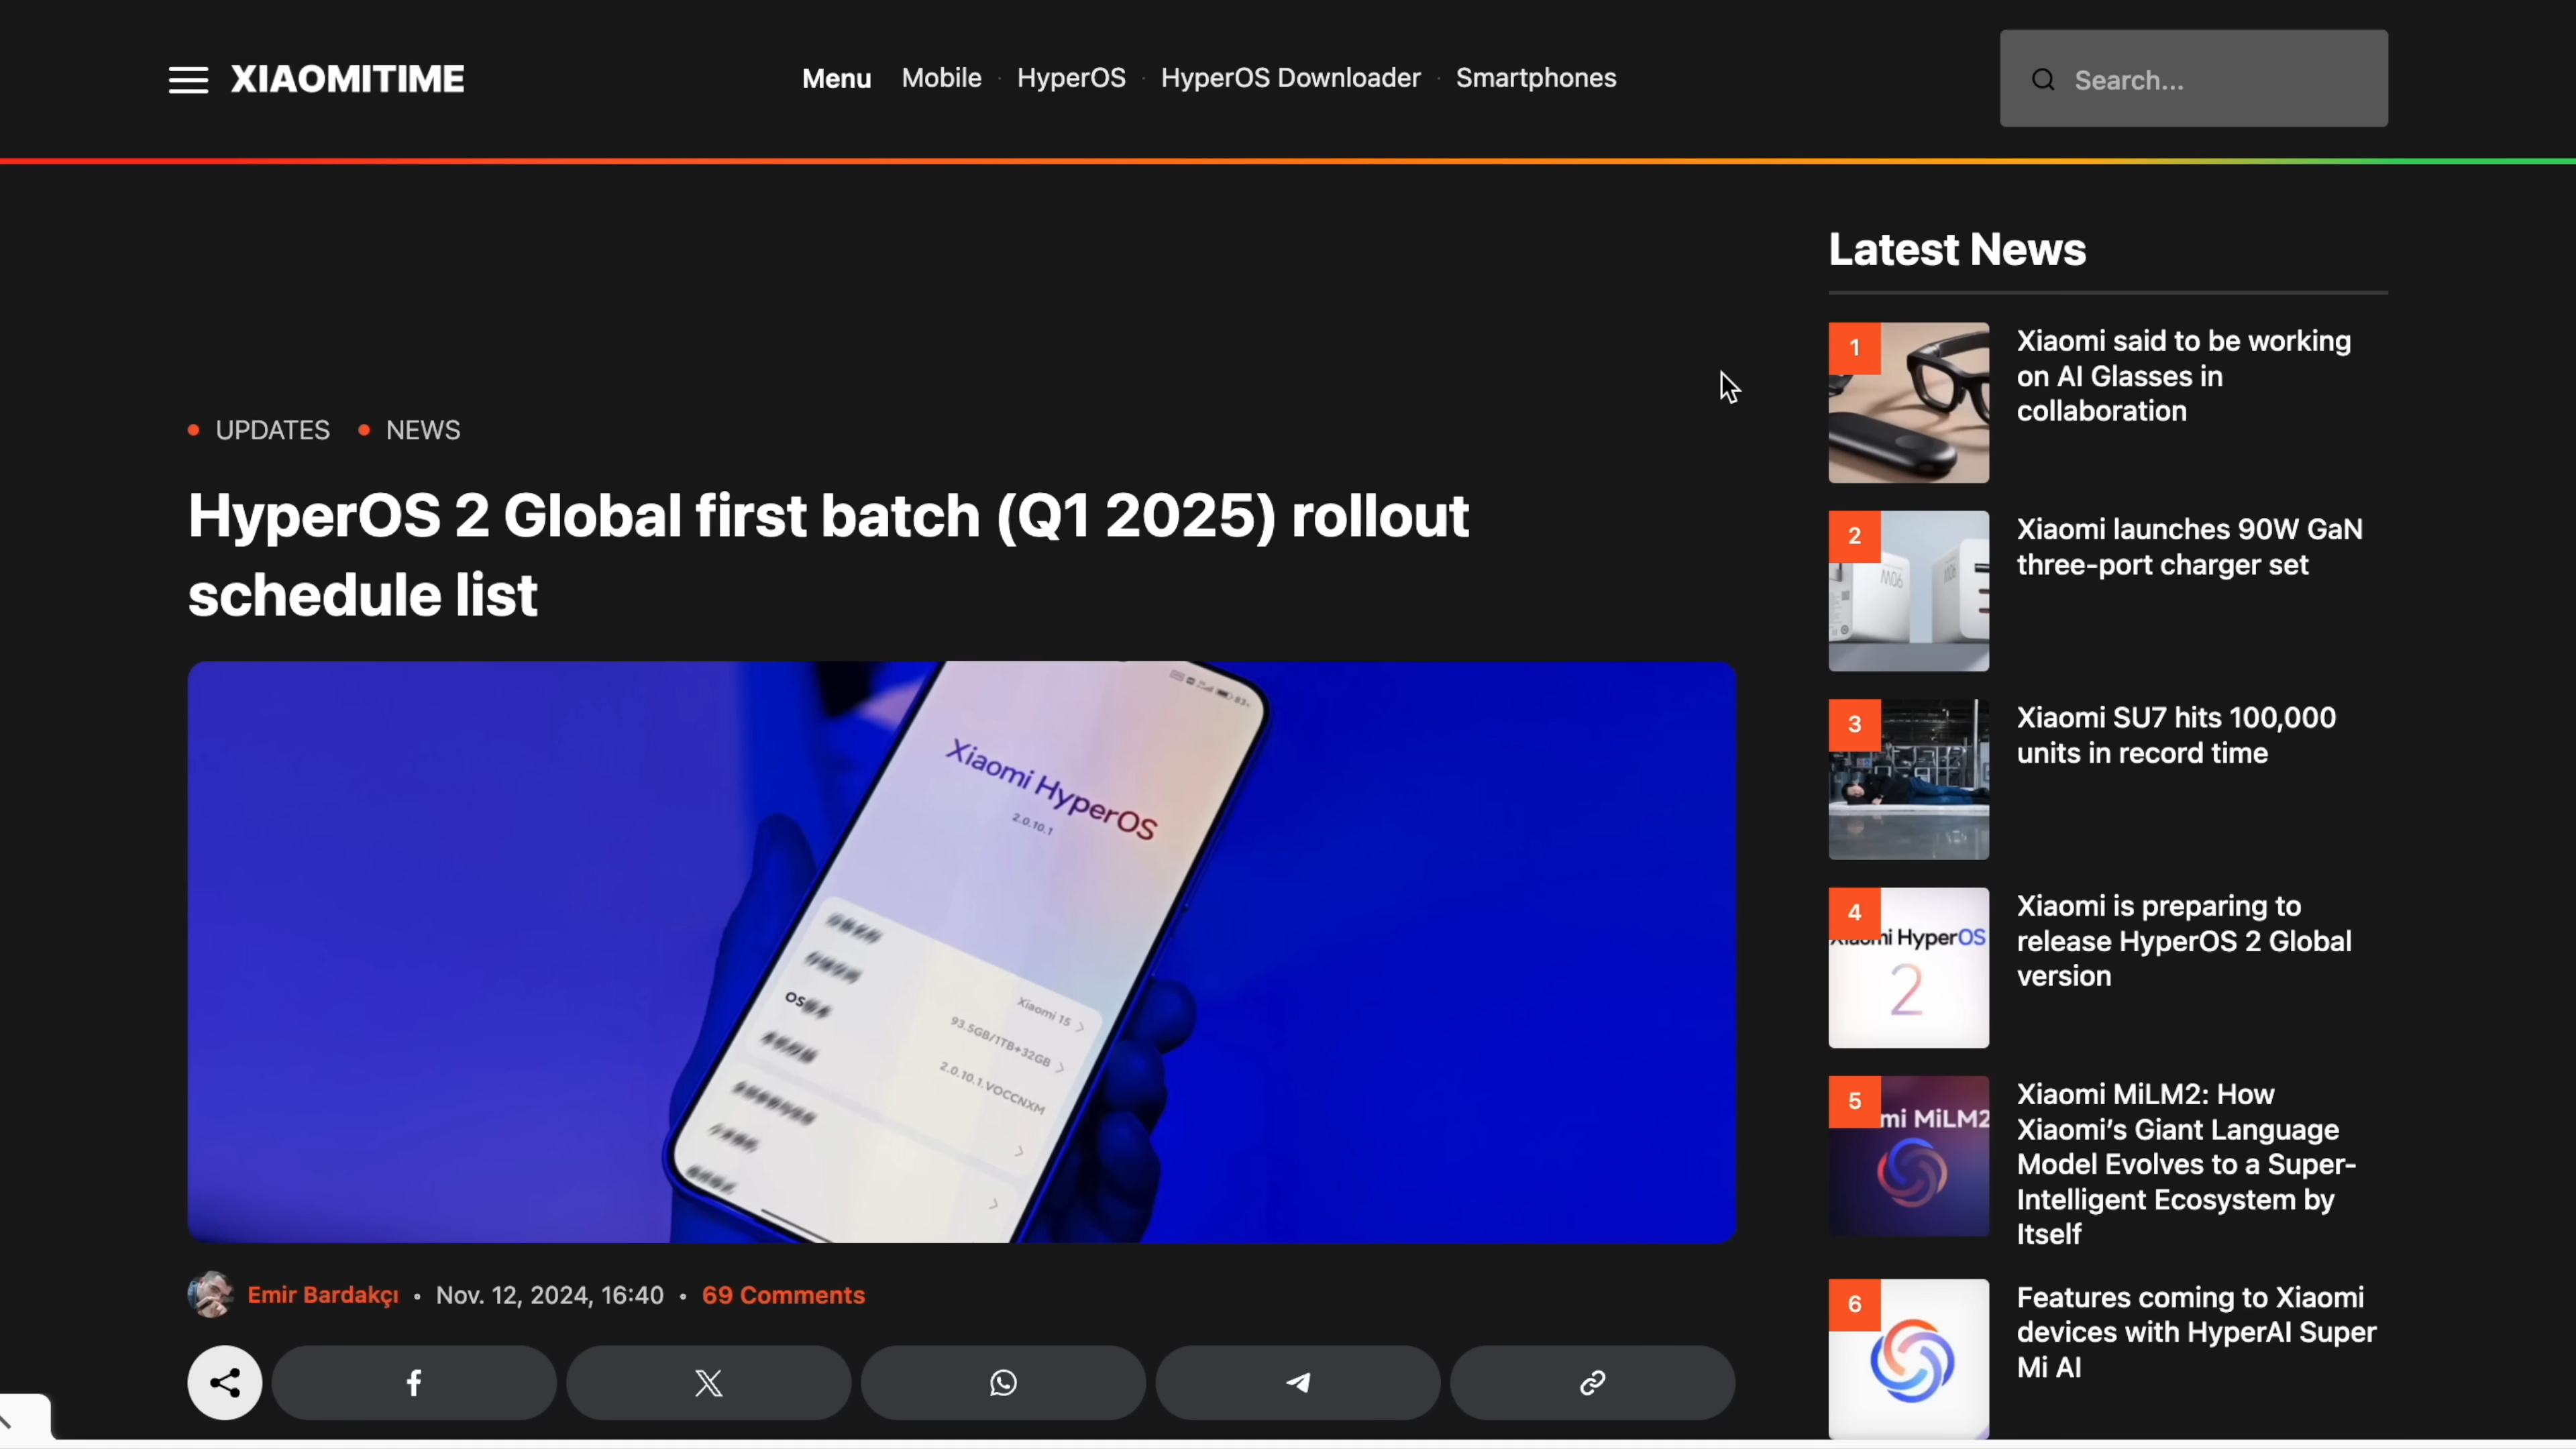 XIAOMITIME
Menu Mobile · HyperOS · HyperOS Downloader · Smartphones
Search...
UPDATES NEWS
HyperOS 2 Global first batch (Q1 2025) rollout
schedule list
Xiaomi HyperOS
2.0.10.1
Xiaomi 15
93.5GB/1TB+32GB
OS
2.0.10.1.VOCCNXM
Emir Bardakçı • Nov. 12, 2024, 16:40 • 69 Comments
Latest News
1
Xiaomi said to be working
on AI Glasses in
collaboration
2
90W
Xiaomi launches 90W GaN
three-port charger set
3
Xiaomi SU7 hits 100,000
units in record time
4
Xiaomi HyperOS
2
Xiaomi is preparing to
release HyperOS 2 Global
version
5
mi MiLM2
Xiaomi MiLM2: How
Xiaomi’s Giant Language
Model Evolves to a Super-
Intelligent Ecosystem by
Itself
6
Features coming to Xiaomi
devices with HyperAI Super
Mi AI